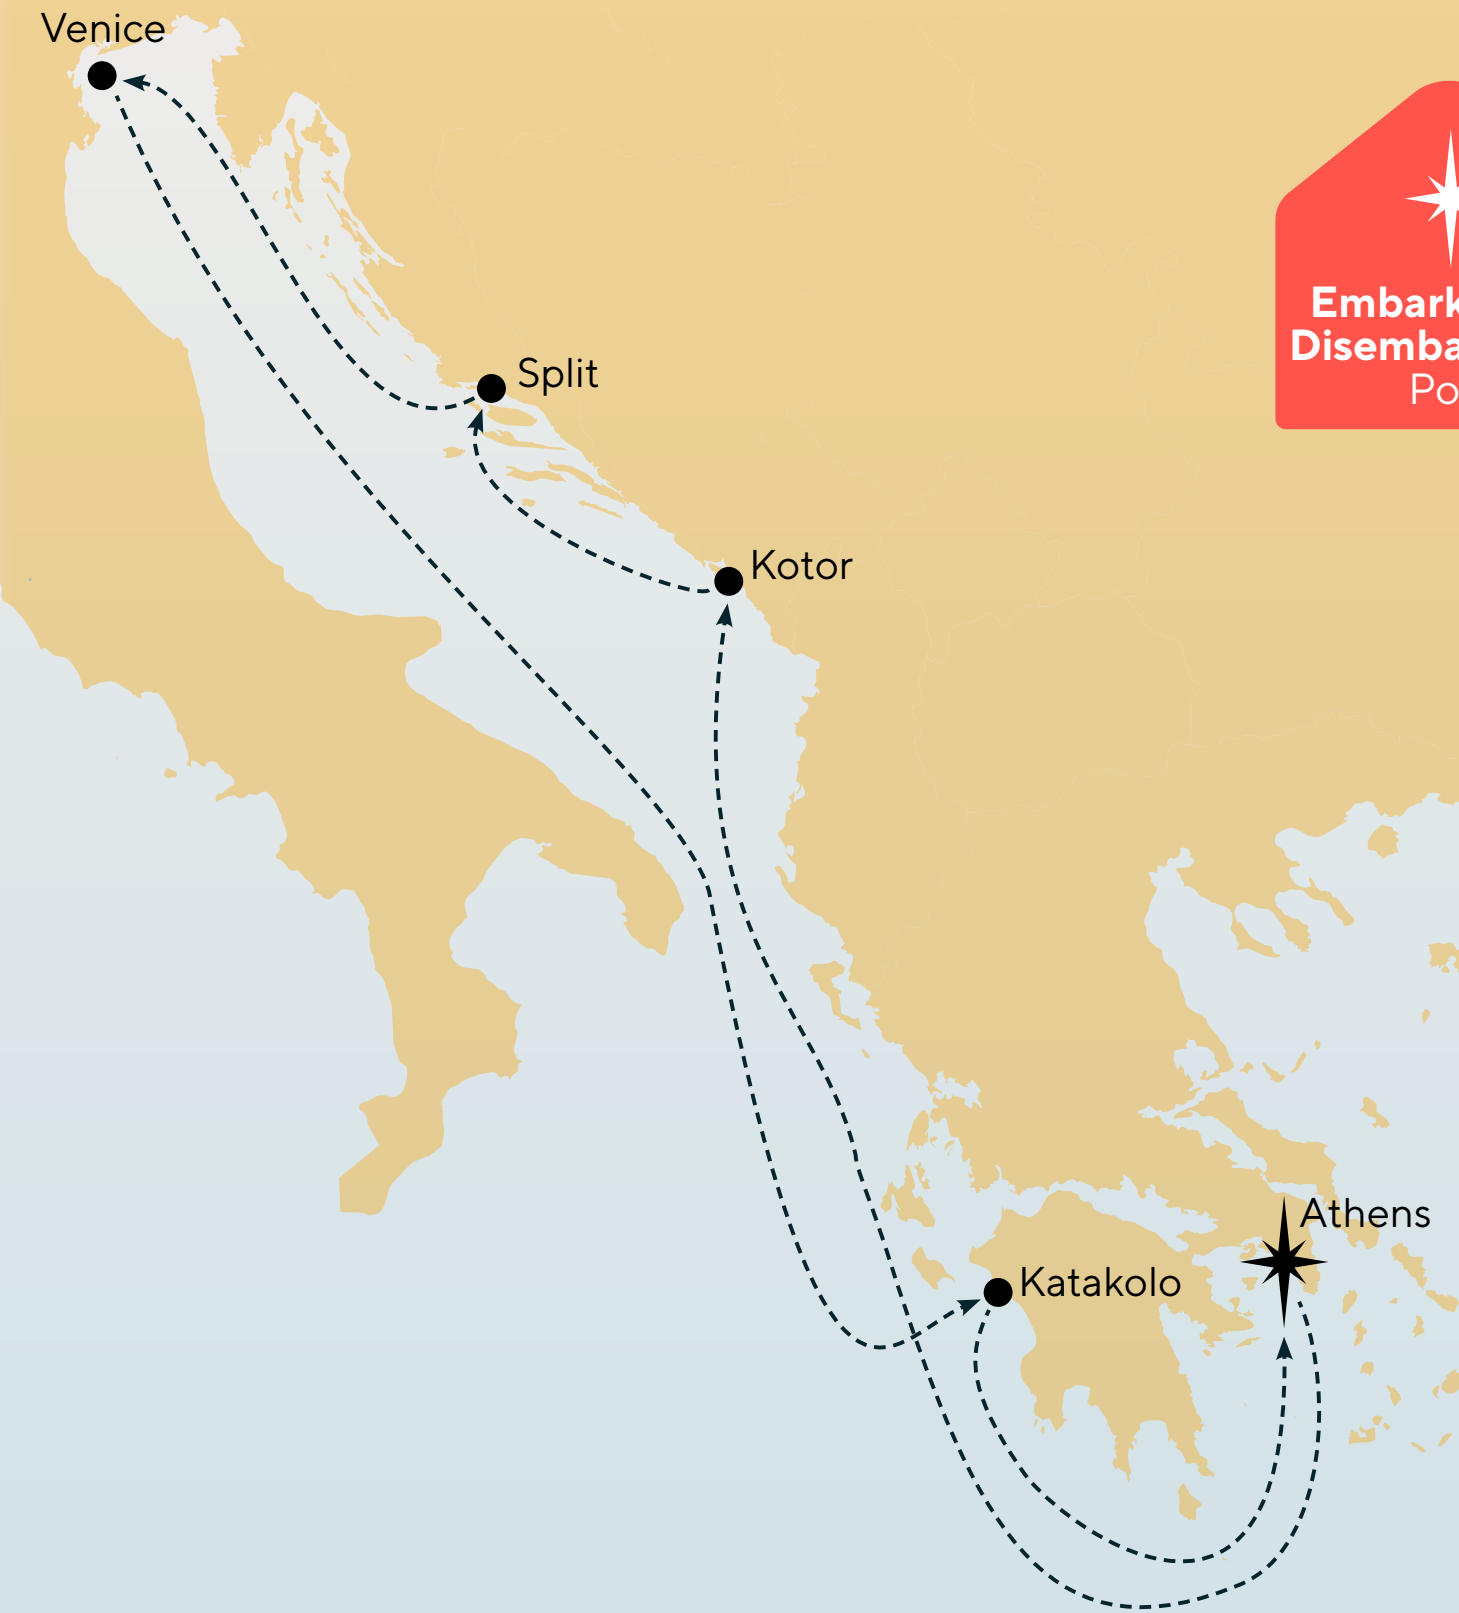 Venice
Embark
Disemba
Po
Split
Kotor
Athens
Katakolo